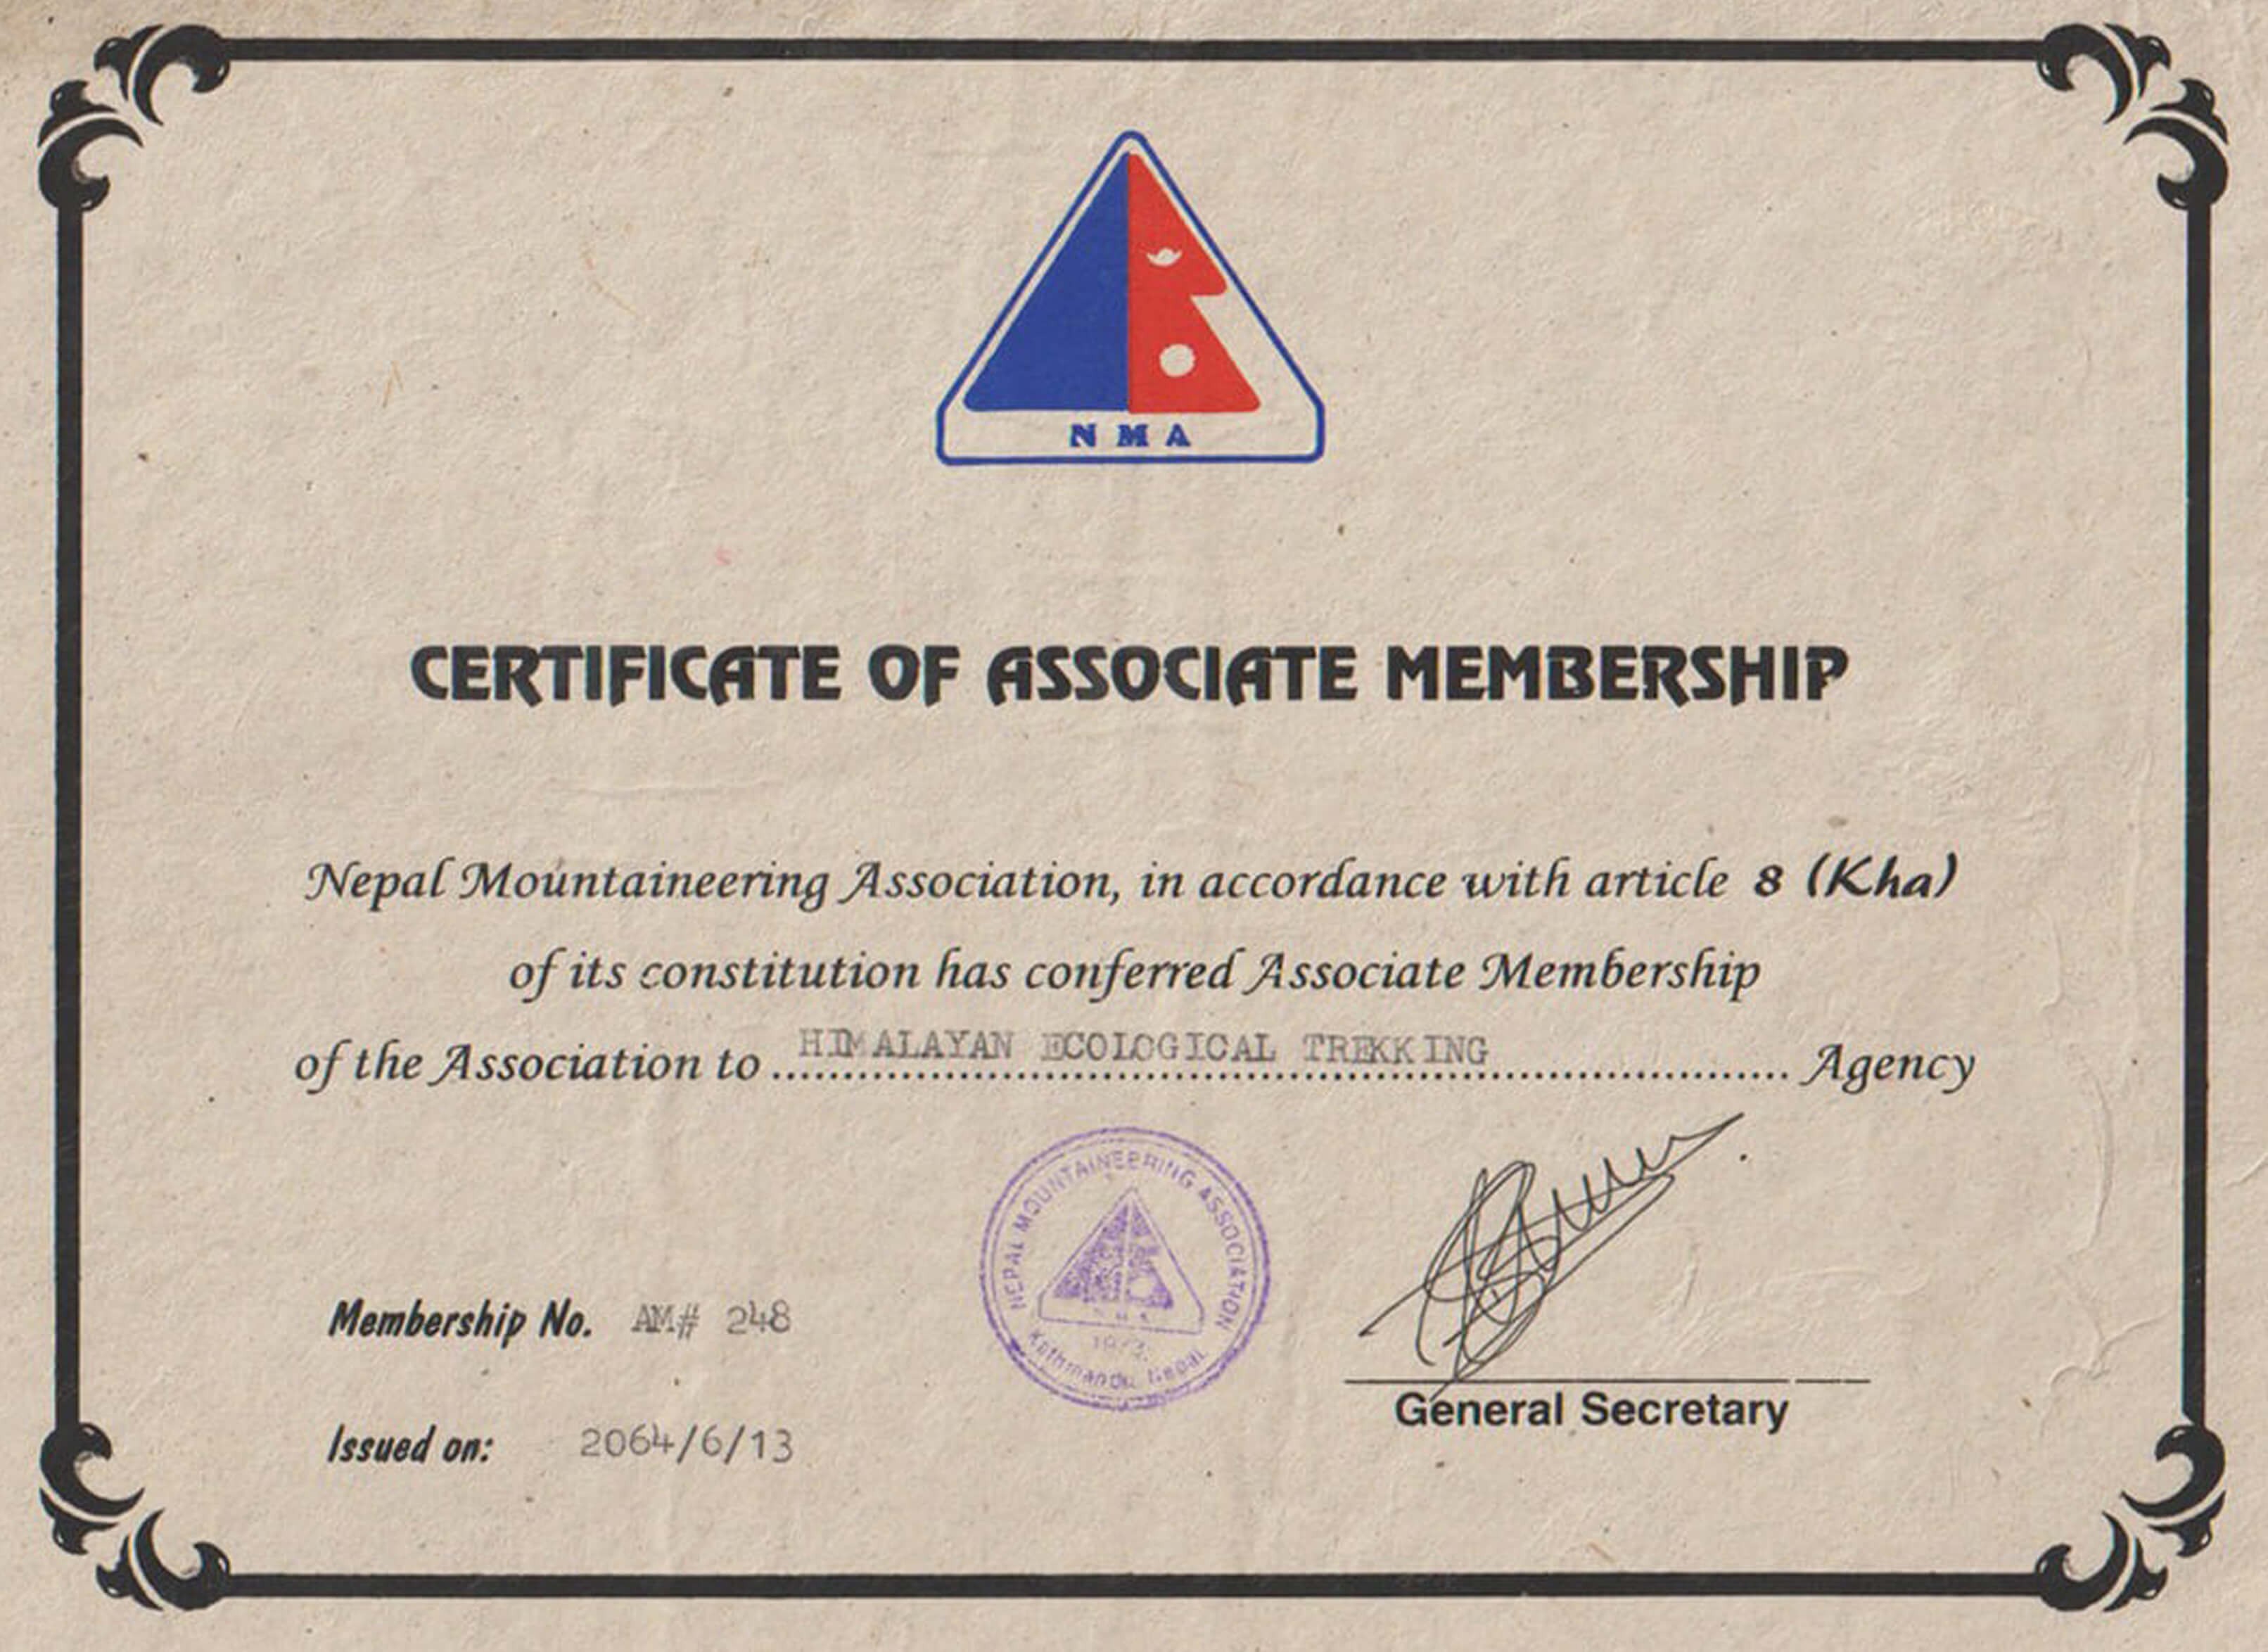 N M A
CERTIFICATE OF ASSOCIATE MEMBERSHIP
Nepal Mountaineering Association, in accordance with article 8 (Kha)
of its constitution has conferred Associate Membership
of the Association to HIMALAYAN ECOLOGICAL TREKKING Agency
NEPAL MOUNTAINEERING ASSOCIATION
N M A
Kathmandu, Nepal
Membership No. AM# 248
General Secretary
Issued on: 2064/6/13